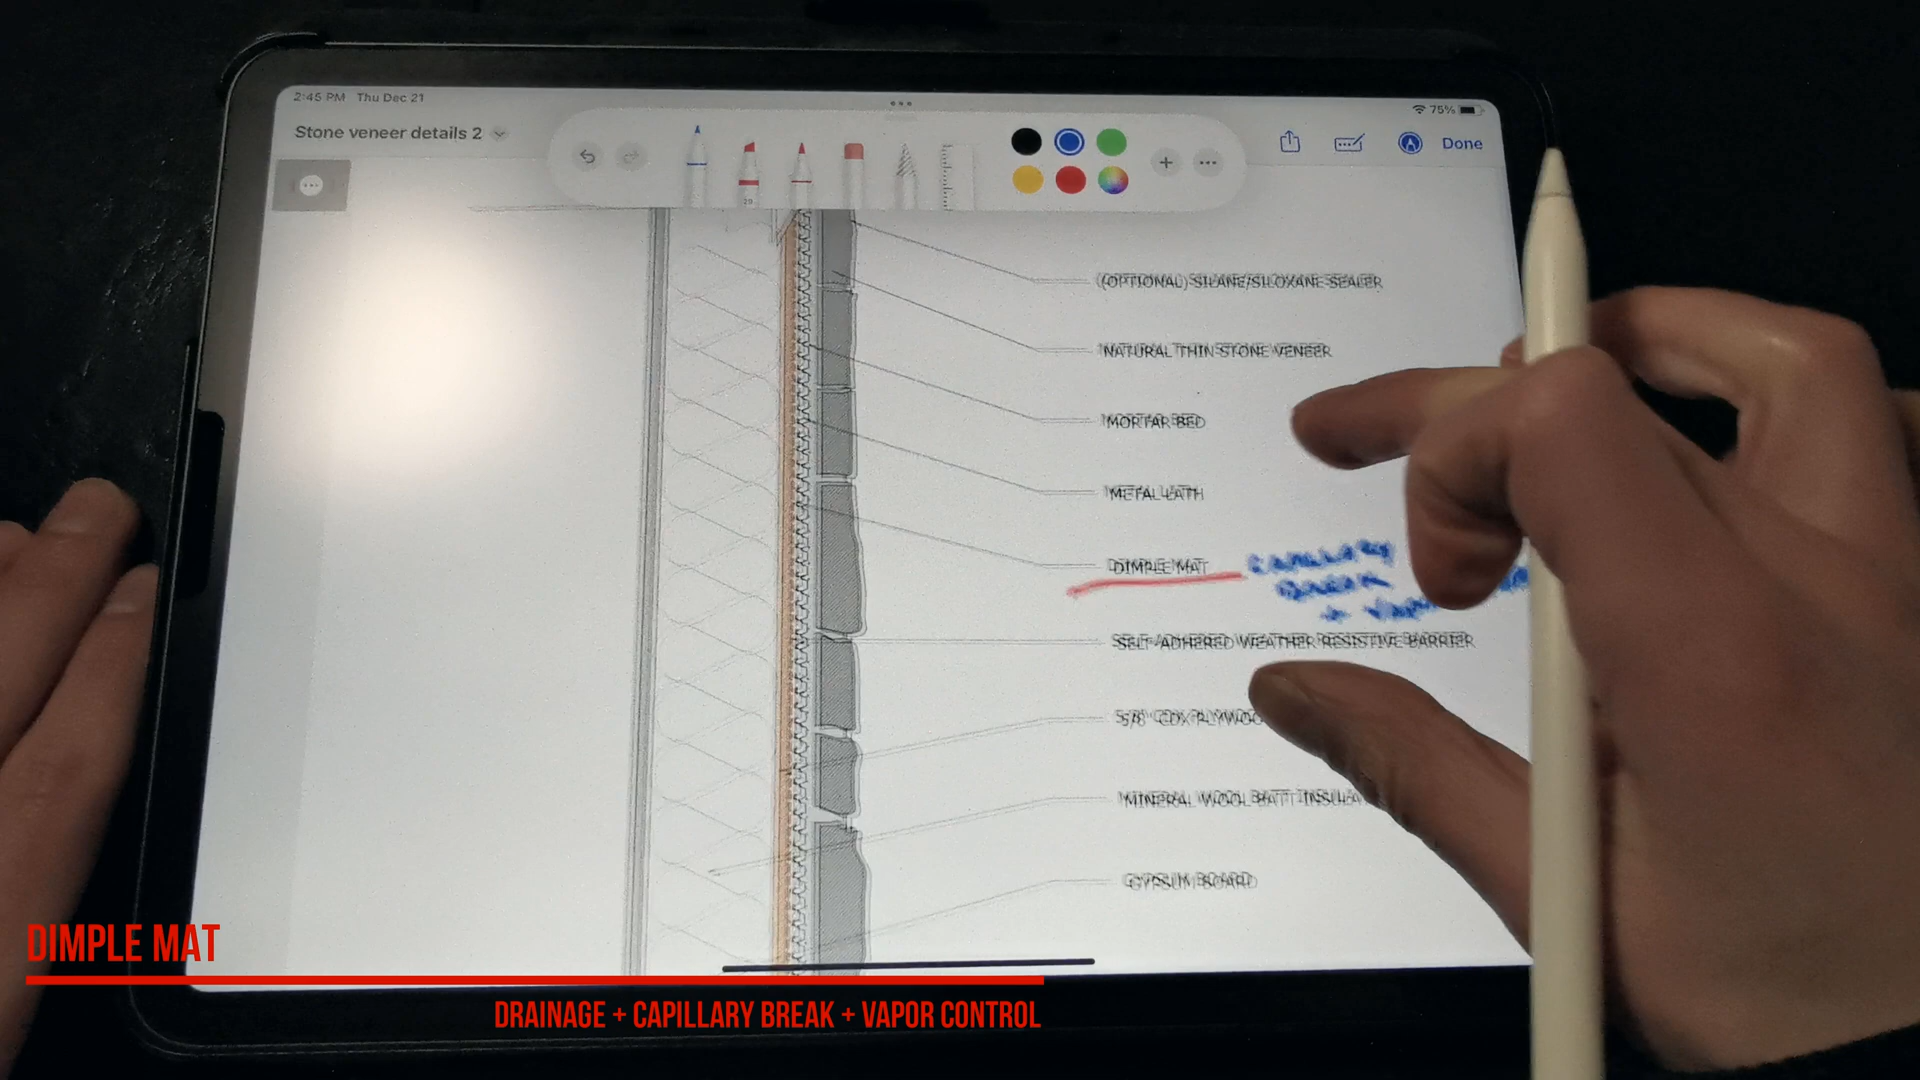 2:45 PM Thu Dec 21
75%
Stone veneer details 2
Done
(OPTIONAL) SILANE/SILOXANE SEALER
NATURAL THIN STONE VENEER
MORTAR BED
METAL LATH
DIMPLE MAT
CAPILLARY
BREAK
+
SELF-ADHERED WEATHER RESISTIVE BARRIER
5/8" CDX
MINERAL WOOL BATT
GYPSUM BOARD
DIMPLE MAT
DRAINAGE + CAPILLARY BREAK + VAPOR CONTROL